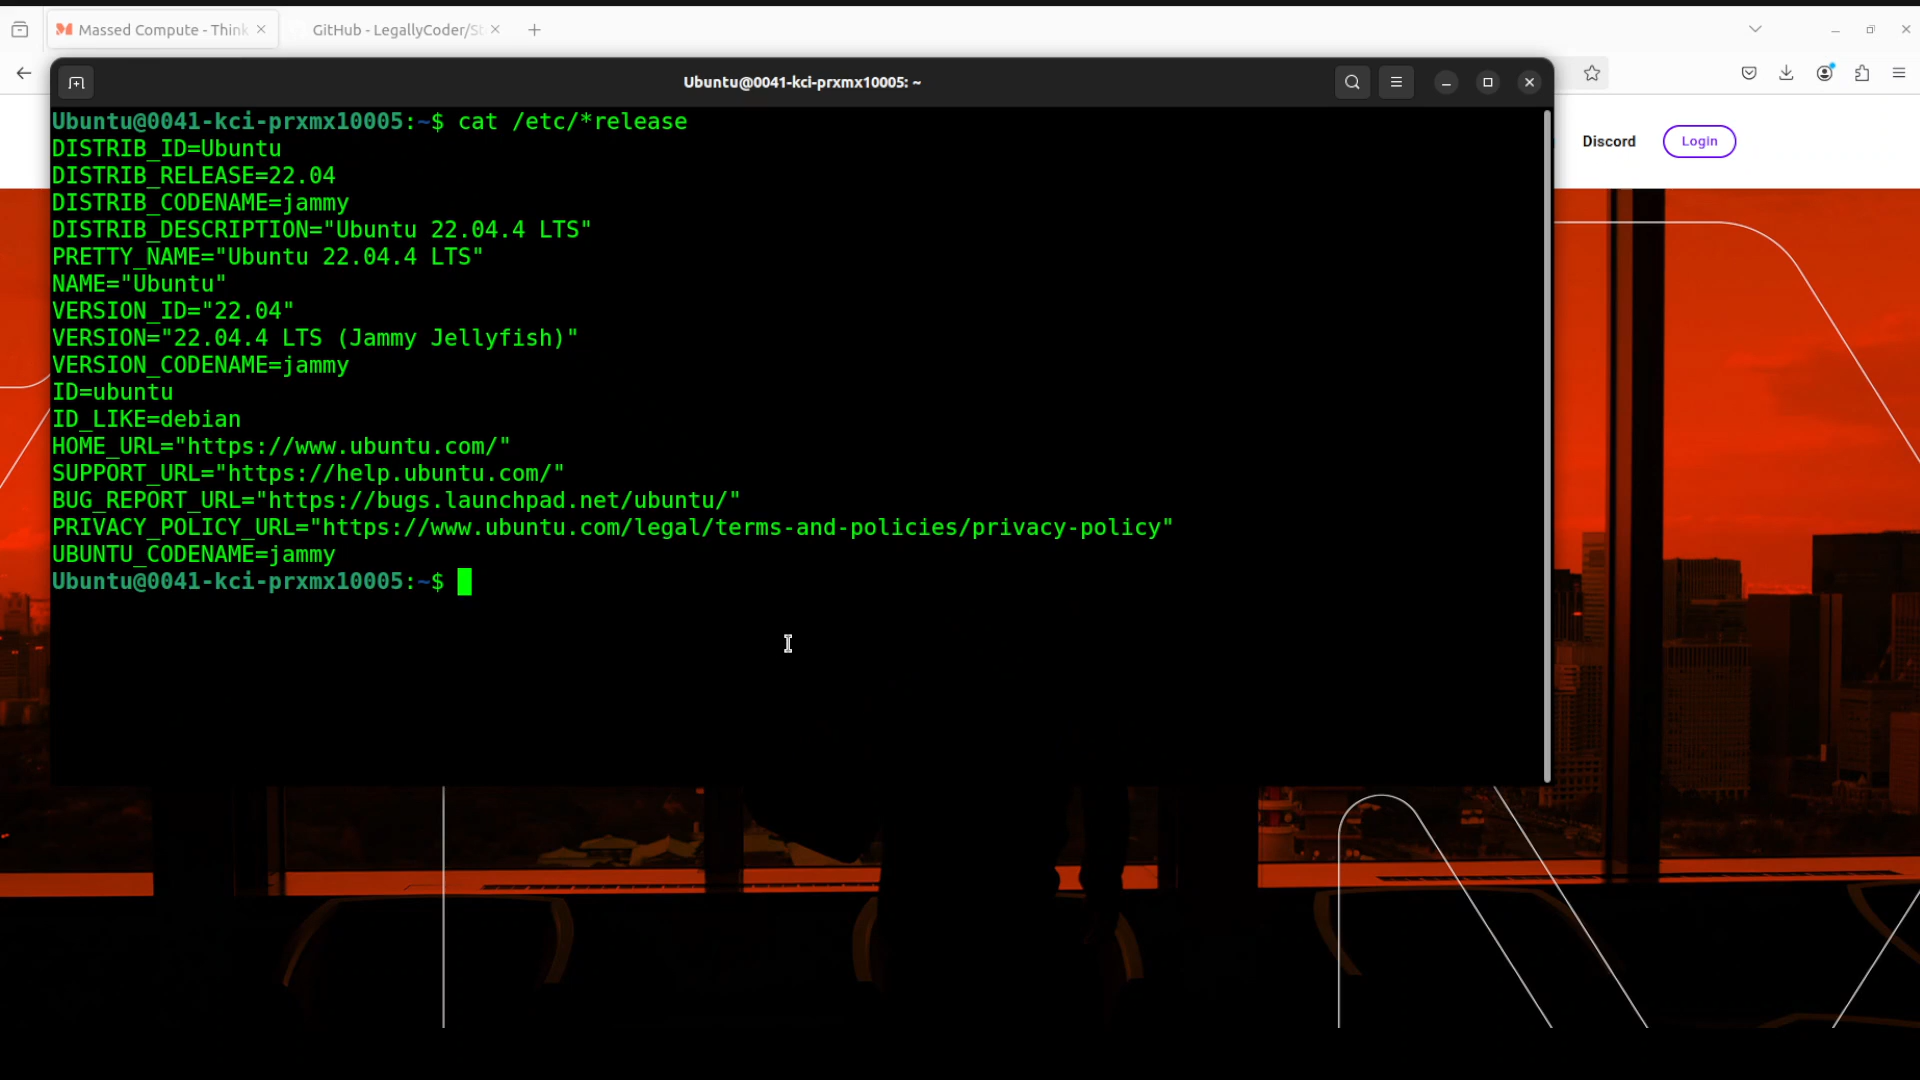 Massed Compute - Think
GitHub - LegallyCoder/St
Ubuntu@0041-kci-prxmx10005: ~
Discord
Login
Ubuntu@0041-kci-prxmx10005:~$ cat /etc/*release
DISTRIB_ID=Ubuntu
DISTRIB_RELEASE=22.04
DISTRIB_CODENAME=jammy
DISTRIB_DESCRIPTION="Ubuntu 22.04.4 LTS"
PRETTY_NAME="Ubuntu 22.04.4 LTS"
NAME="Ubuntu"
VERSION_ID="22.04"
VERSION="22.04.4 LTS (Jammy Jellyfish)"
VERSION_CODENAME=jammy
ID=ubuntu
ID_LIKE=debian
HOME_URL="https://www.ubuntu.com/"
SUPPORT_URL="https://help.ubuntu.com/"
BUG_REPORT_URL="https://bugs.launchpad.net/ubuntu/"
PRIVACY_POLICY_URL="https://www.ubuntu.com/legal/terms-and-policies/privacy-policy"
UBUNTU_CODENAME=jammy
Ubuntu@0041-kci-prxmx10005:~$